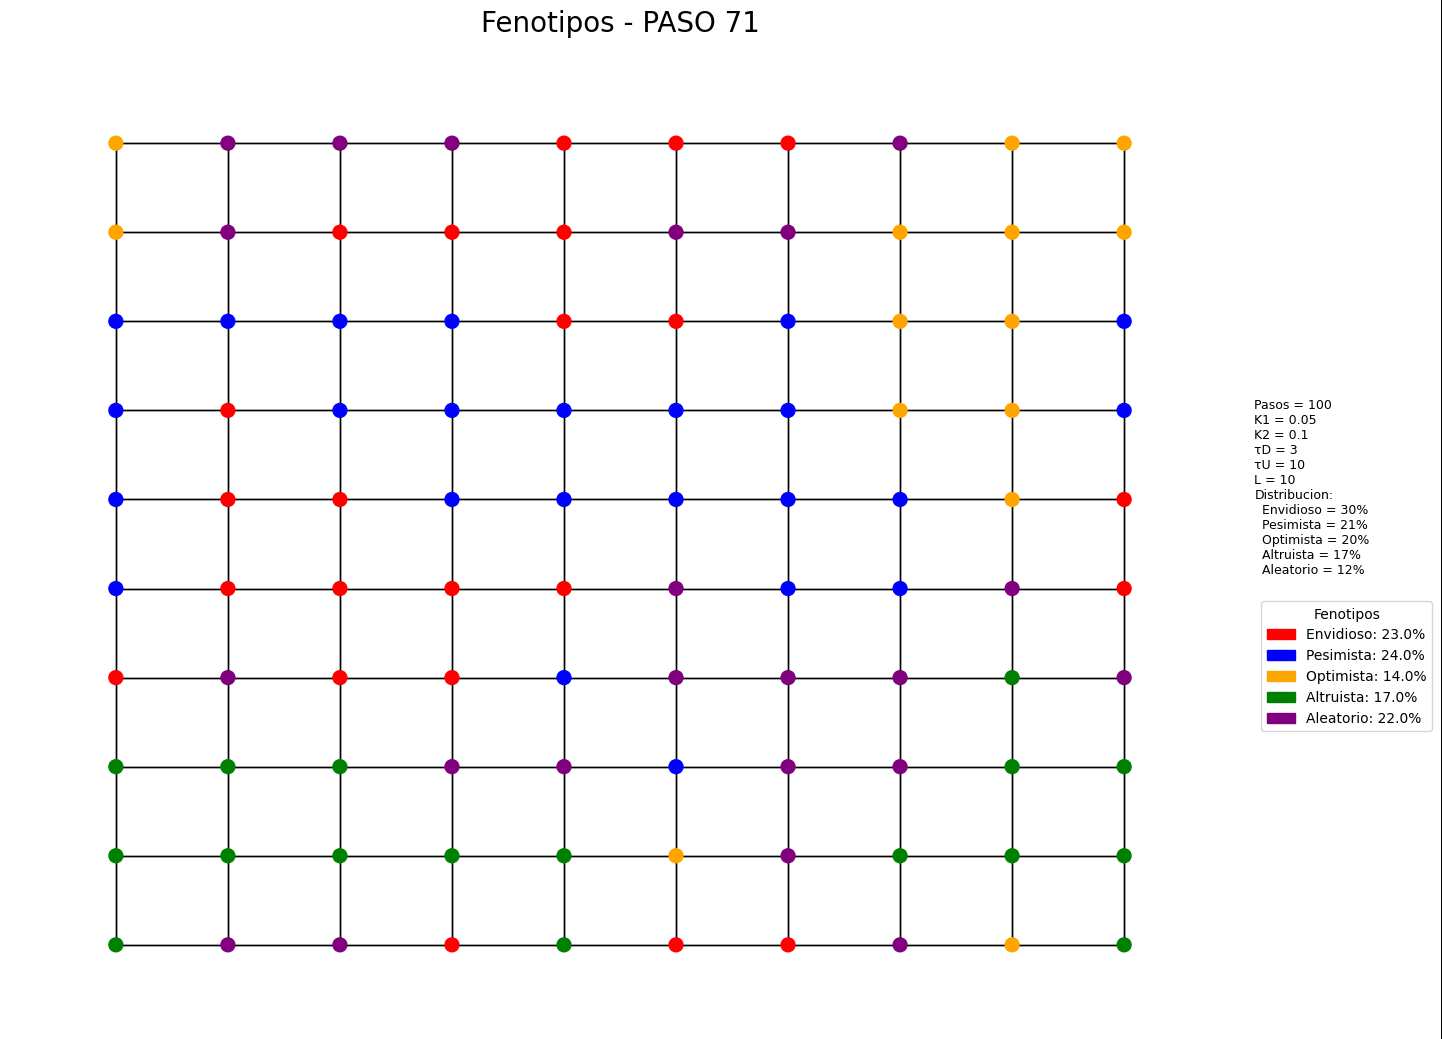 Fenotipos - PASO 71
Pasos = 100
K1 = 0.05
K2 = 0.1
τD = 3
τU = 10
L = 10
Distribucion:
Envidioso = 30%
Pesimista = 21%
Optimista = 20%
Altruista = 17%
Aleatorio = 12%
Fenotipos
Envidioso: 23.0%
Pesimista: 24.0%
Optimista: 14.0%
Altruista: 17.0%
Aleatorio: 22.0%